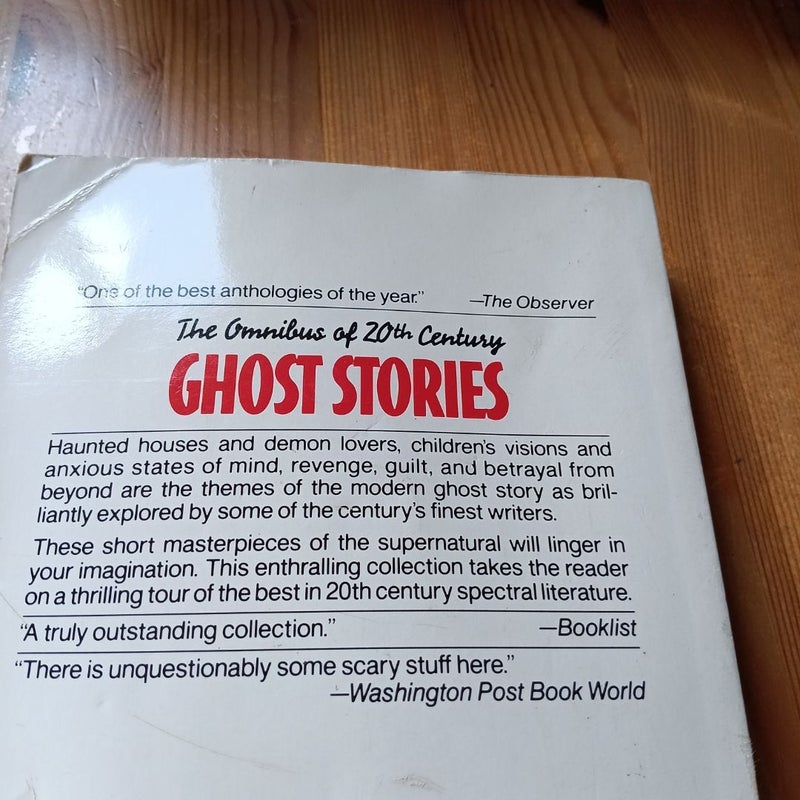 "One of the best anthologies of the year."  —The Observer
The Omnibus of 20th Century
GHOST STORIES
Haunted houses and demon lovers, children's visions and
anxious states of mind, revenge, guilt, and betrayal from
beyond are the themes of the modern ghost story as bril-
liantly explored by some of the century's finest writers.
These short masterpieces of the supernatural will linger in
your imagination. This enthralling collection takes the reader
on a thrilling tour of the best in 20th century spectral literature.
"A truly outstanding collection."  —Booklist
"There is unquestionably some scary stuff here."
—Washington Post Book World